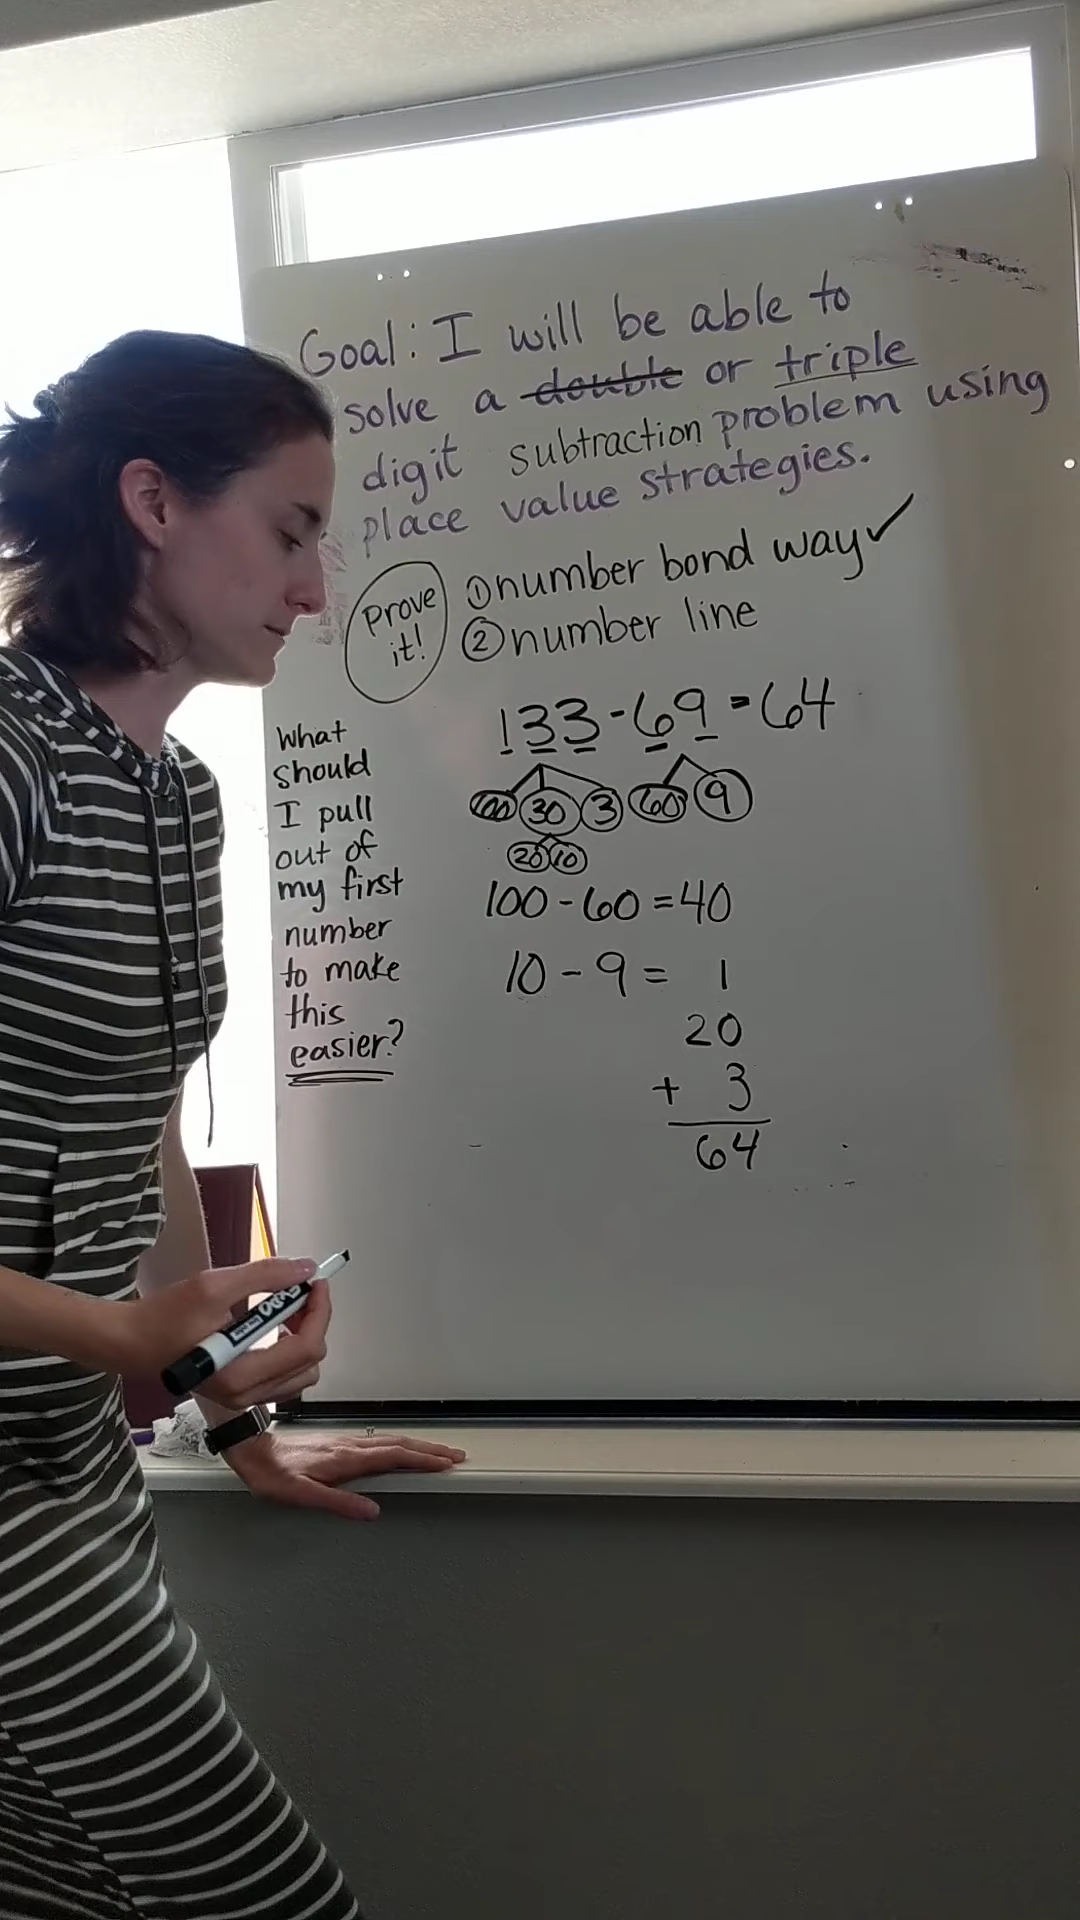 Goal: I will be able to
solve a double or triple
digit subtraction problem using
place value strategies.
Prove
it!
① number bond way ✓
② number line
133 - 69 = 64
100 30 3 60 9
20 10
What
should
I pull
out of
my first
number
to make
this
easier?
100 - 60 = 40
10 - 9 = 1
20
+ 3
64
EXPO